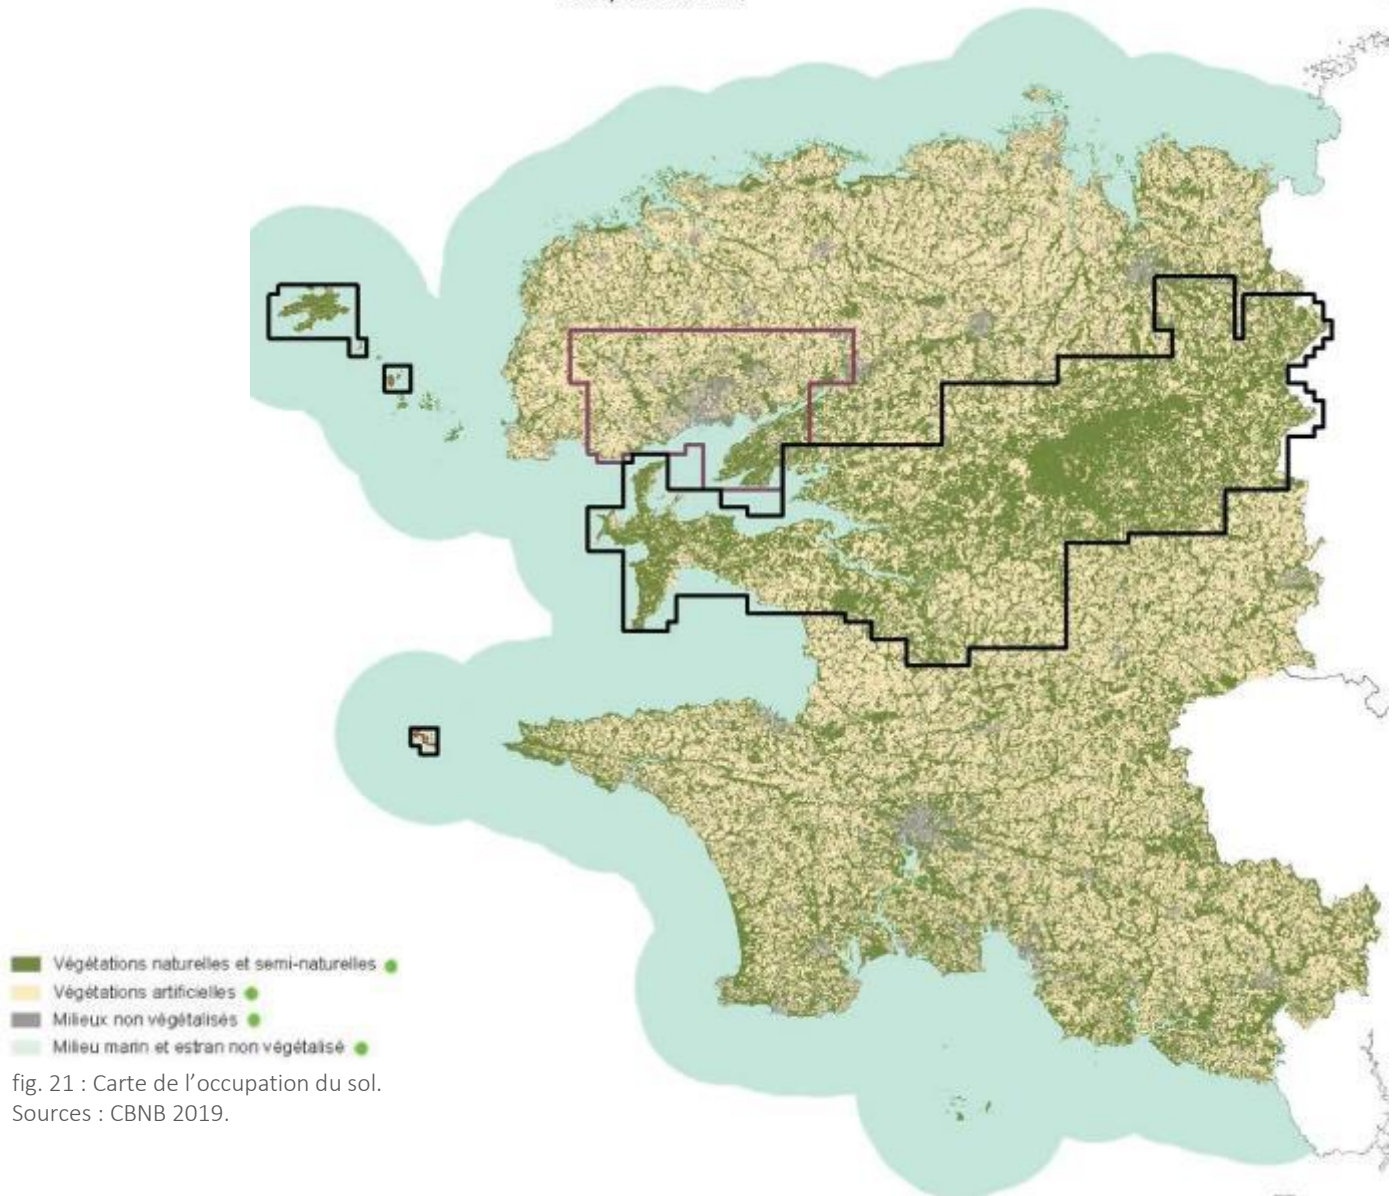 Végétations naturelles et semi-naturelles
Végétations artificielles
Milieux non végétalisés
Milieu marin et estran non végétalisé
fig. 21 : Carte de l'occupation du sol.
Sources : CBNB 2019.